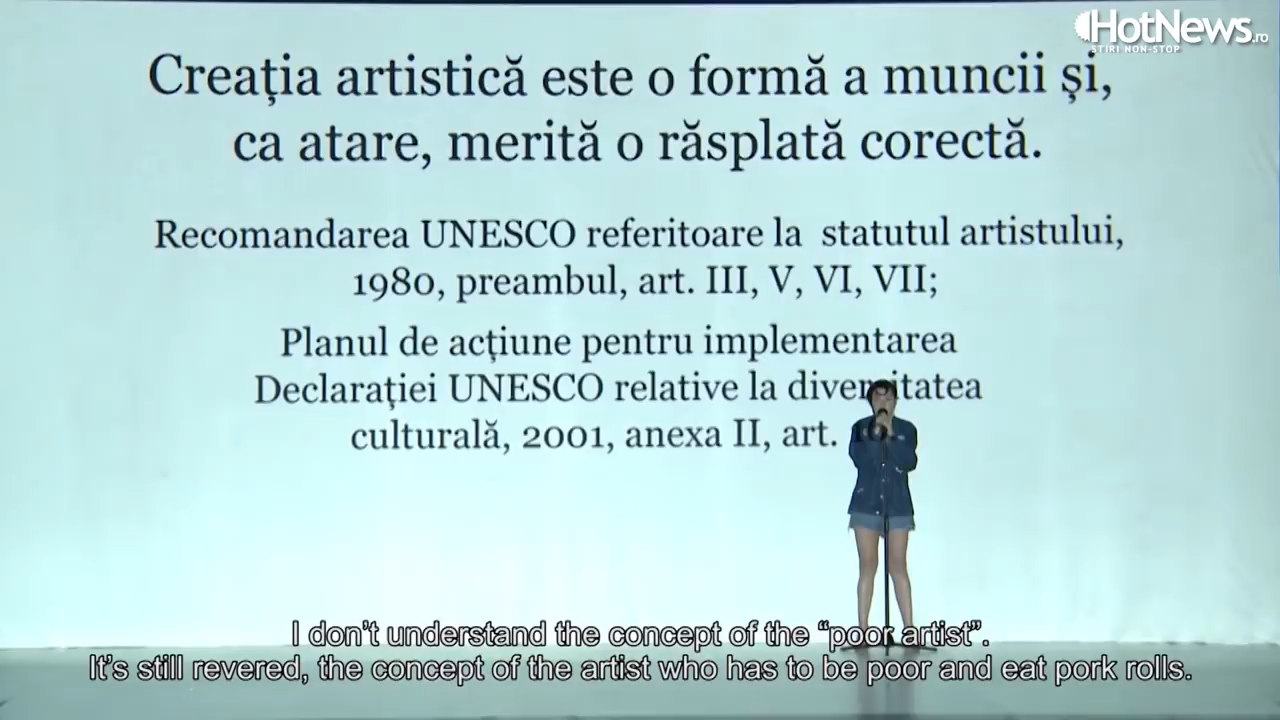 HotNews.ro
ȘTIRI NON-STOP
Creația artistică este o formă a muncii și,
ca atare, merită o răsplată corectă.
Recomandarea UNESCO referitoare la statutul artistului,
1980, preambul, art. III, V, VI, VII;
Planul de acțiune pentru implementarea
Declarației UNESCO relative la diversitatea
culturală, 2001, anexa II, art.
I don't understand the concept of the “poor artist”.
It's still revered, the concept of the artist who has to be poor and eat pork rolls.